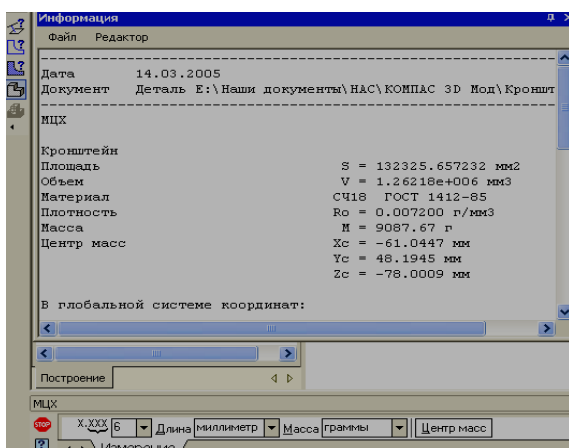 Информация
Файл Редактор
Дата 14.03.2005
Документ Деталь E:\Наши документы\НАС\КОМПАС 3D Мод\Кроншт
МЦХ
Кронштейн
Площадь S = 132325.657232 мм2
Объем V = 1.26218e+006 мм3
Материал СЧ18 ГОСТ 1412-85
Плотность Ro = 0.007200 г/мм3
Масса M = 9087.67 г
Центр масс Xc = -61.0447 мм
Yc = 48.1945 мм
Zc = -78.0009 мм
В глобальной системе координат:
Построение
МЦХ
STOP X.XXX 6 Длина миллиметр Масса граммы Центр масс
Измерение